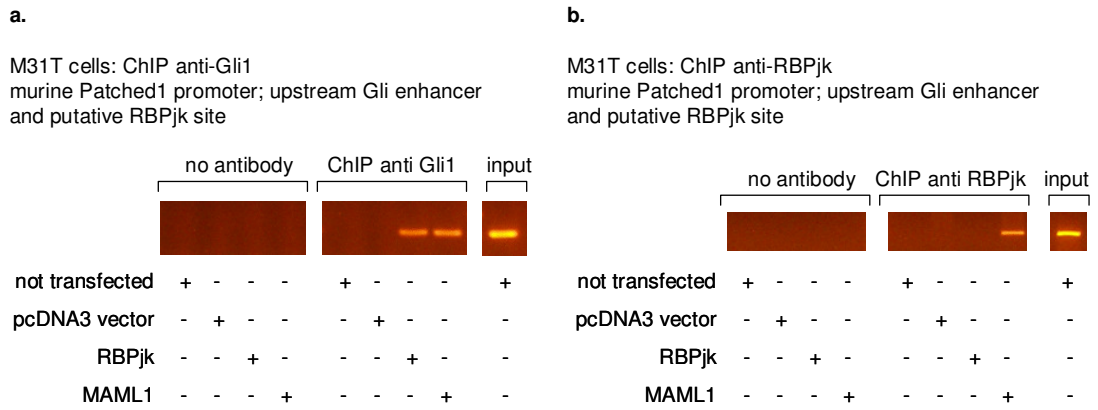 a.
M31T cells: ChIP anti-Gli1
murine Patched1 promoter; upstream Gli enhancer
and putative RBPjk site
no antibody ChIP anti Gli1 input
not transfected + - - - + - - - +
pcDNA3 vector - + - - - + - - -
RBPjk - - + - - - + - -
MAML1 - - - + - - - + -
b.
M31T cells: ChIP anti-RBPjk
murine Patched1 promoter; upstream Gli enhancer
and putative RBPjk site
no antibody ChIP anti RBPjk input
not transfected + - - - + - - - +
pcDNA3 vector - + - - - + - - -
RBPjk - - + - - - + - -
MAML1 - - - + - - - + -